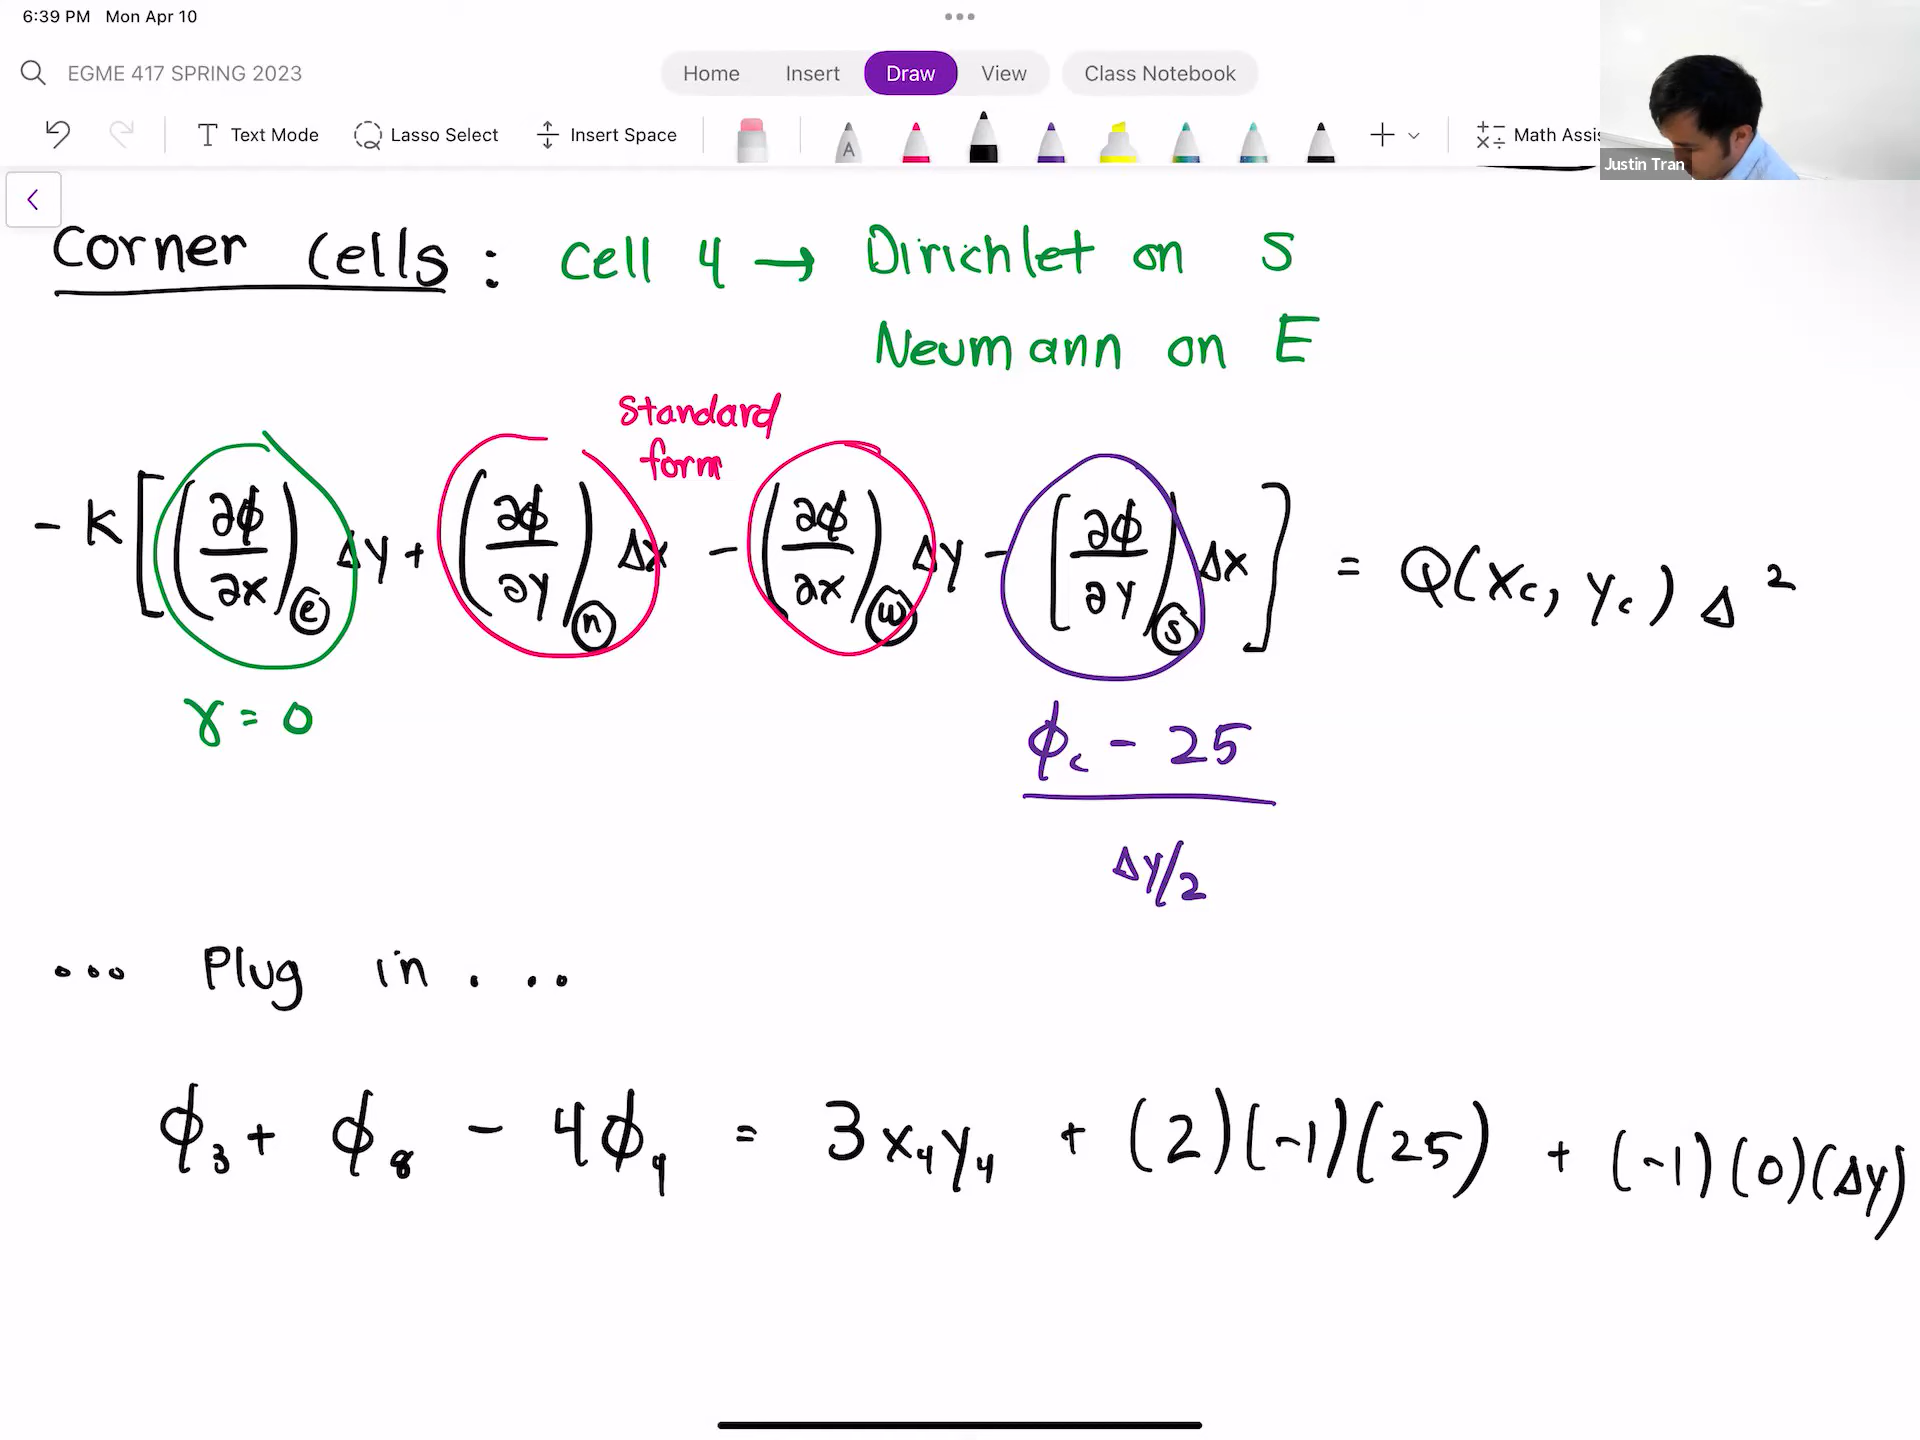 6:39 PM Mon Apr 10
EGME 417 SPRING 2023
Home Insert Draw View Class Notebook
Text Mode Lasso Select Insert Space A Math Assis
Justin Tran
Corner Cells : Cell 4 → Dirichlet on S
Neumann on E
Standard
form
- K [ (∂ϕ/∂x)e Δy + (∂ϕ/∂y)n Δx - (∂ϕ/∂x)w Δy - [∂ϕ/∂y)s Δx ] = Q(xc, yc) Δ²
γ = 0
ϕc - 25
Δy/2
... Plug in . ..
ϕ3 + ϕ8 - 4ϕ4 = 3x4y4 + (2)(-1)(25) + (-1)(0)(Δy)